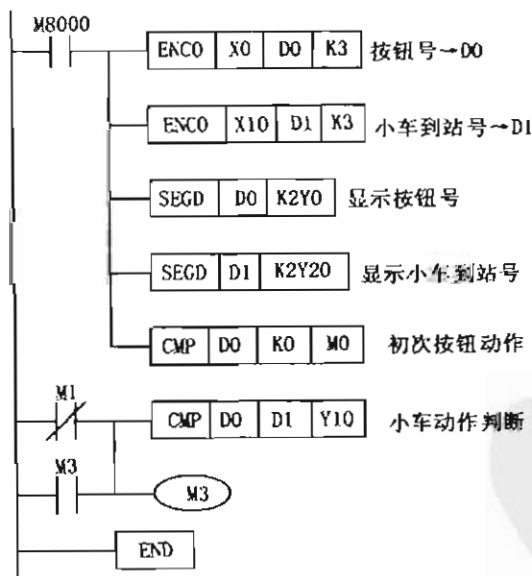 M8000
ENCO X0 D0 K3 按钮号→D0
ENCO X10 D1 K3 小车到站号→D1
SEGD D0 K2Y0 显示按钮号
SEGD D1 K2Y20 显示小车到站号
CMP D0 K0 M0 初次按钮动作
M1
CMP D0 D1 Y10 小车动作判断
M3
M3
END